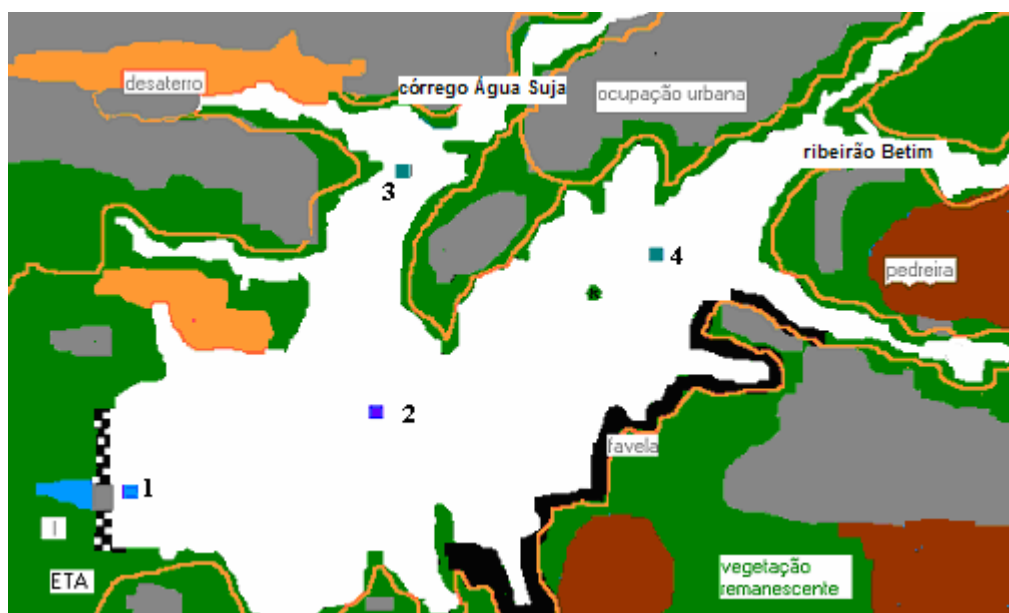 desaterro
córrego Água Suja
ocupação urbana
ribeirão Betim
3
4
pedreira
2
favela
1
I
ETA
vegetação
remanescente